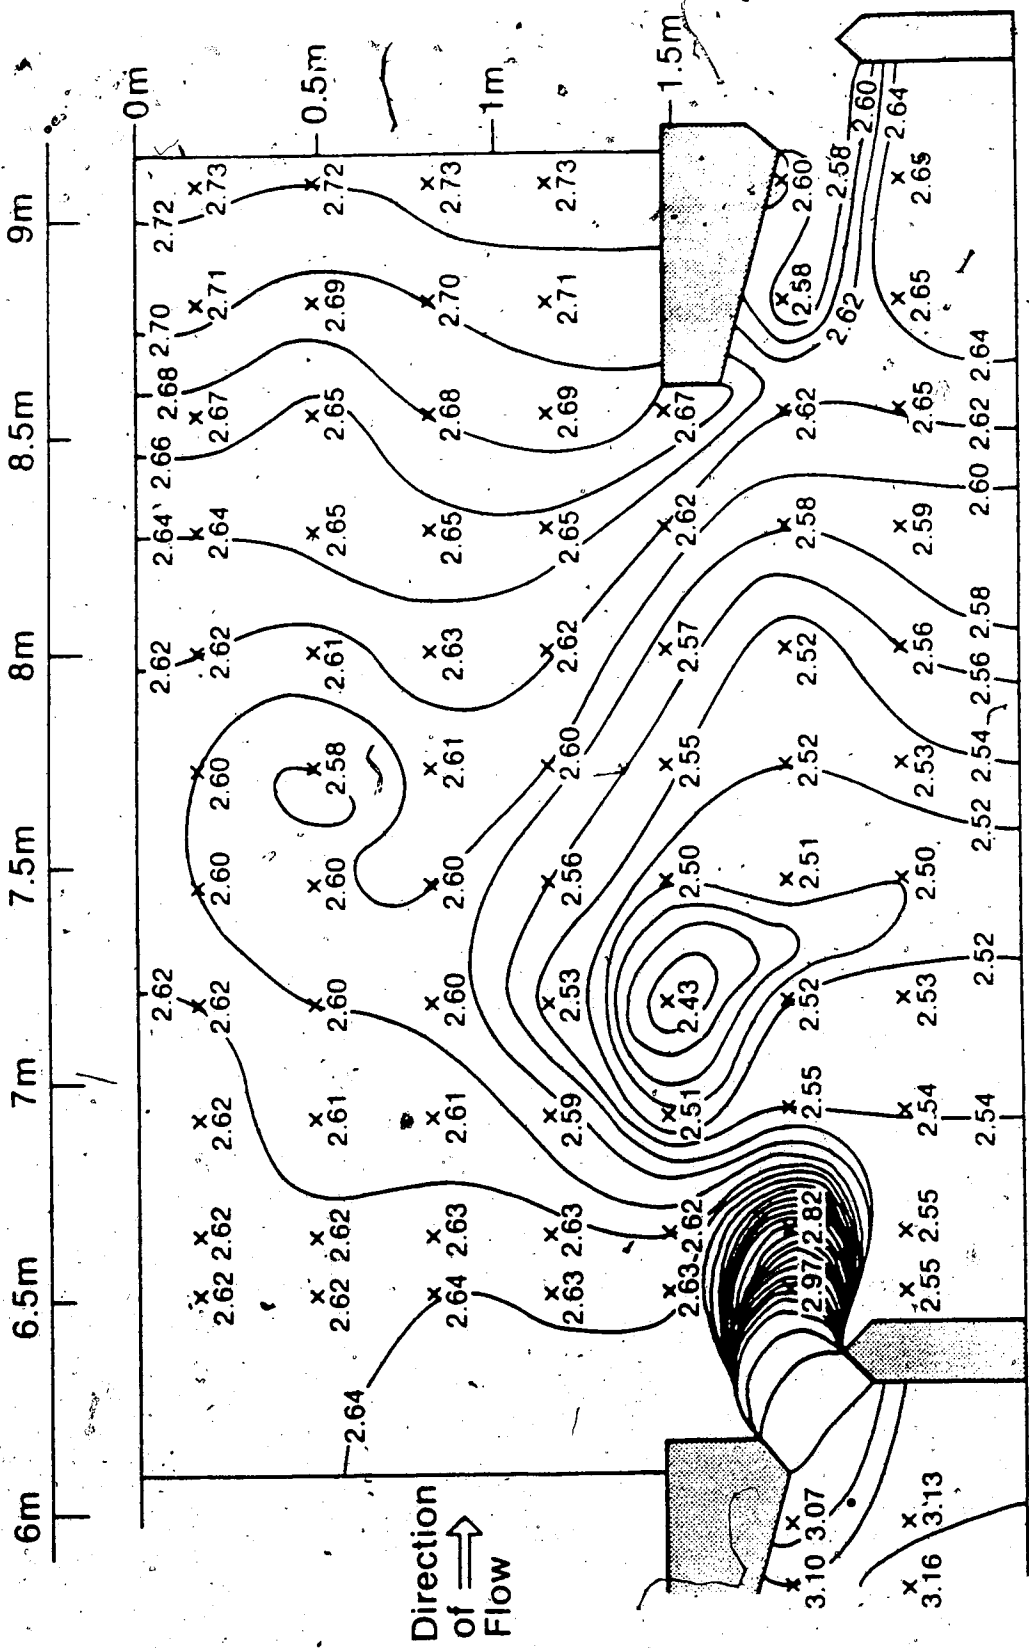 6m 6.5m 7m 7.5m 8m 8.5m 9m
0m
2.62 2.62 2.64 2.66 2.68 2.70 2.72
2.62 2.62 2.62 2.62 2.60 2.60 2.62 2.64 2.67 2.71 2.73
0.5m
2.62 2.62 2.61 2.60 2.60 2.58 2.61 2.65 2.65 2.69 2.72
2.64
Direction
of
Flow
2.64 2.63 2.61 2.60 2.60 2.61 2.63 2.65 2.68 2.70 2.73
1m
2.63 2.63 2.59 2.53 2.56 2.60 2.62 2.65 2.69 2.71 2.73
1.5m
2.63 2.62 2.51 2.43 2.50 2.55 2.57 2.62 2.67
3.10 3.07 2.97 2.82 2.55 2.52 2.51 2.52 2.52 2.58 2.62 2.58 2.60
2.62 2.58 2.60
2.64
3.16 3.13 2.55 2.55 2.54 2.53 2.50 2.53 2.56 2.59 2.65 2.65 2.65
2.54 2.52 2.52 2.54 2.56 2.58 2.60 2.62 2.64